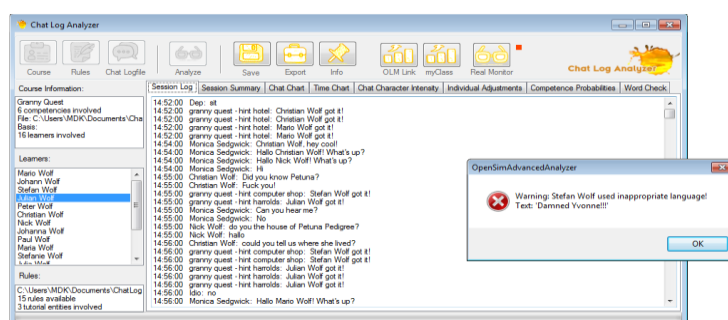 Chat Log Analyzer
Course
Rules
Chat Logfile
Analyze
Save
Export
Info
OLM Link
myClass
Real Monitor
Chat Log Analyzer
Course Information:
Granny Quest
6 competencies involved
File: C:\Users\MDK\Documents\Cha
Basis:
16 learners involved
Learners:
Mario Wolf
Johann Wolf
Stefan Wolf
Julian Wolf
Peter Wolf
Christian Wolf
Nick Wolf
Johanna Wolf
Paul Wolf
Maria Wolf
Stefanie Wolf
Julia Wolf
Rules:
C:\Users\MDK\Documents\ChatLog
15 rules available
3 tutorial entities involved
Session Log
Session Summary
Chat Chart
Time Chart
Chat Character Intensity
Individual Adjustments
Competence Probabilities
Word Check
14:52:00 Dep: sit
14:52:00 granny quest - hint hotel: Christian Wolf got it!
14:52:00 granny quest - hint hotel: Christian Wolf got it!
14:52:00 granny quest - hint hotel: Mario Wolf got it!
14:52:00 granny quest - hint hotel: Mario Wolf got it!
14:54:00 Monica Sedgwick: Christian Wolf, hey cool!
14:54:00 Monica Sedgwick: Hallo Christian Wolf! What's up?
14:54:00 Monica Sedgwick: Hallo Nick Wolf! What's up?
14:54:00 Monica Sedgwick: Hi
14:55:00 Christian Wolf: Did you know Petuna?
14:55:00 Christian Wolf: Fuck you!
14:55:00 granny quest - hint computer shop: Stefan Wolf got it!
14:55:00 granny quest - hint harrolds: Julian Wolf got it!
14:55:00 Monica Sedgwick: Can you hear me?
14:55:00 Monica Sedgwick: No
14:55:00 Nick Wolf: do you the house of Petuna Pedigree?
14:55:00 Nick Wolf: hallo
14:56:00 Christian Wolf: could you tell us where she lived?
14:56:00 granny quest - hint computer shop: Stefan Wolf got it!
14:56:00 granny quest - hint computer shop: Stefan Wolf got it!
14:56:00 granny quest - hint harrolds: Julian Wolf got it!
14:56:00 granny quest - hint harrolds: Julian Wolf got it!
14:56:00 granny quest - hint harrolds: Julian Wolf got it!
14:56:00 Idio: no
14:56:00 Monica Sedgwick: Hallo Mario Wolf! What's up?
OpenSimAdvancedAnalyzer
Warning: Stefan Wolf used inappropriate language!
Text: 'Damned Yvonne!!!'
OK